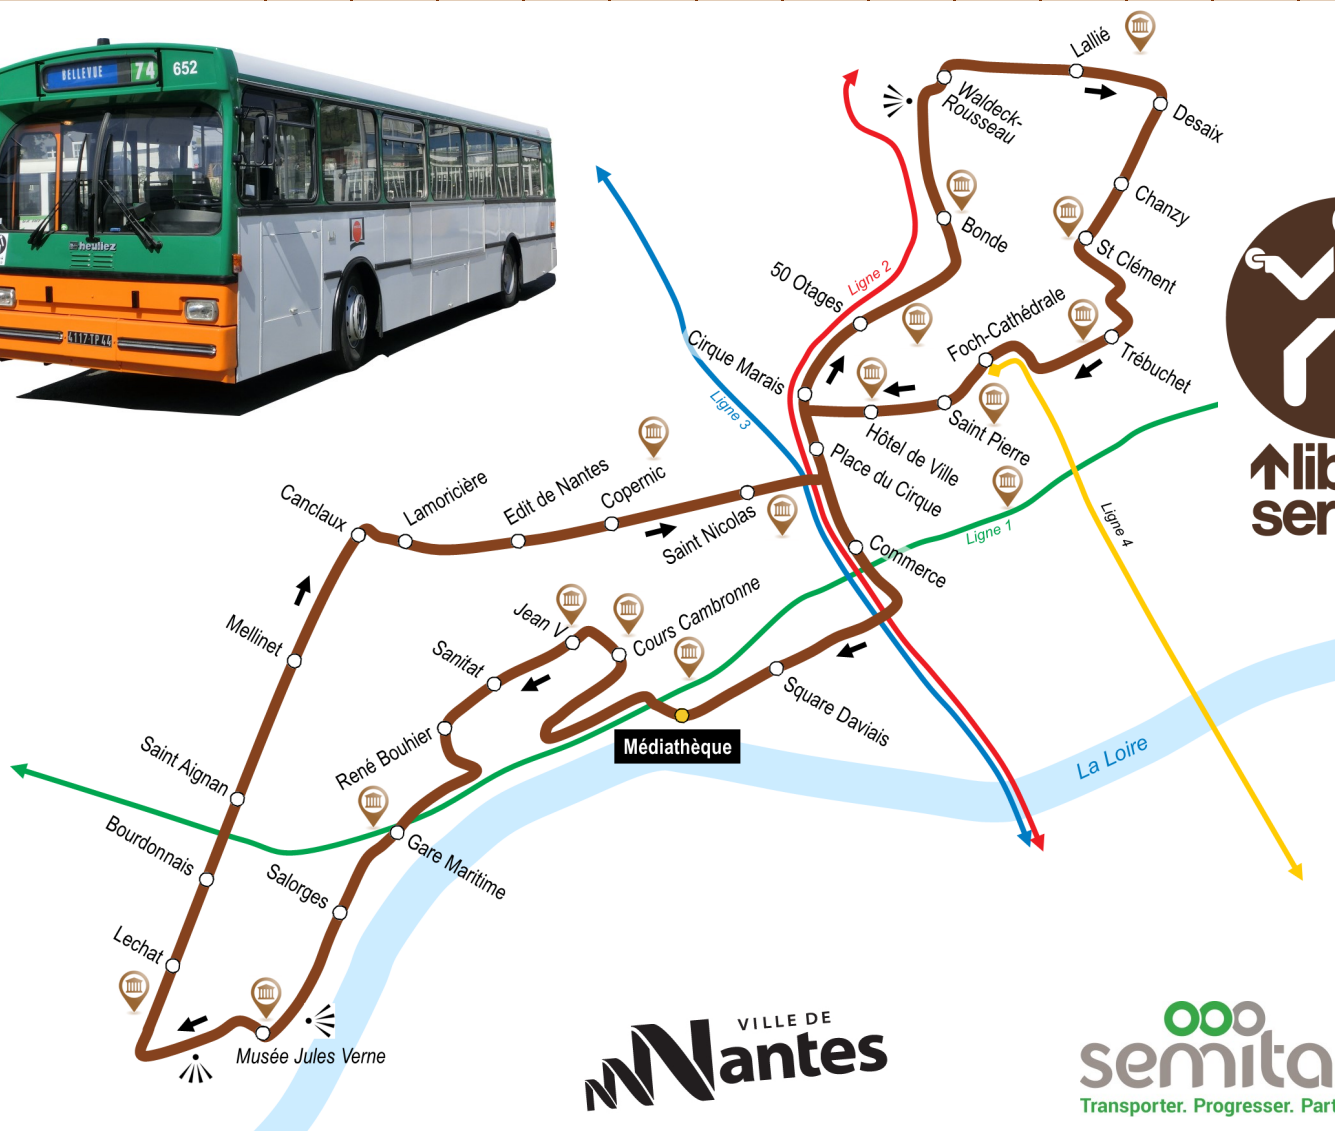 BELLEVUE 74 652
heuliez
4117 TP 44
Lallié
Waldeck-
Rousseau
Desaix
Chanzy
Bonde
St Clément
50 Otages
Ligne 2
Foch-Cathédrale
Trébuchet
Cirque Marais
Ligne 3
Saint Pierre
Hôtel de Ville
Place du Cirque
Ligne 1
Ligne 4
Canclaux
Lamoricière
Edit de Nantes
Copernic
Saint Nicolas
Commerce
Jean V
Cours Cambronne
Mellinet
Sanitat
Square Daviais
René Bouhier
Médiathèque
La Loire
Saint Aignan
Bourdonnais
Gare Maritime
Salorges
Lechat
Musée Jules Verne
lib
ser
VILLE DE
Nantes
semita
Transporter. Progresser. Part